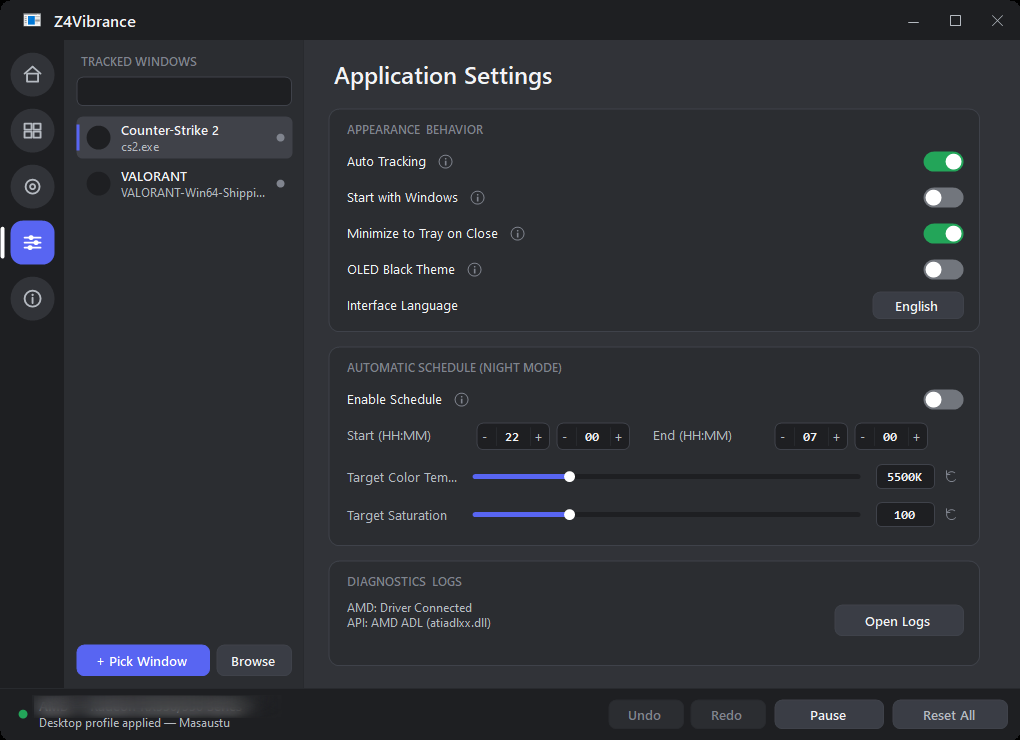 Z4Vibrance
TRACKED WINDOWS
Counter-Strike 2
cs2.exe
VALORANT
VALORANT-Win64-Shippi...
+ Pick Window
Browse
Application Settings
APPEARANCE BEHAVIOR
Auto Tracking
Start with Windows
Minimize to Tray on Close
OLED Black Theme
Interface Language
English
AUTOMATIC SCHEDULE (NIGHT MODE)
Enable Schedule
Start (HH:MM) - 22 + - 00 + End (HH:MM) - 07 + - 00 +
Target Color Tem... 5500K
Target Saturation 100
DIAGNOSTICS LOGS
AMD: Driver Connected
API: AMD ADL (atiadlxx.dll)
Open Logs
Desktop profile applied — Masaustu
Undo
Redo
Pause
Reset All